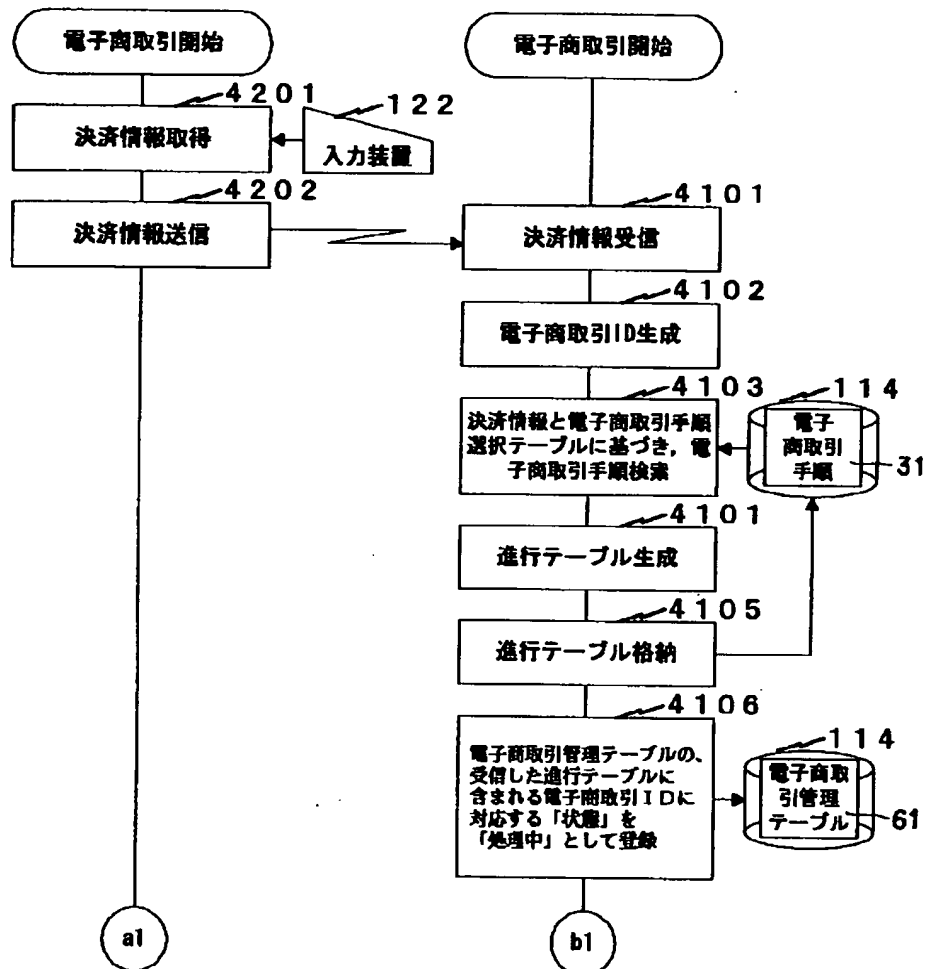 電子商取引開始
4201
122
決済情報取得
入力装置
4202
決済情報送信
a1
電子商取引開始
4101
決済情報受信
4102
電子商取引ID生成
4103
114
決済情報と電子商取引手順
選択テーブルに基づき，電
子商取引手順検索
電子
商取引
手順
31
4101
進行テーブル生成
4105
進行テーブル格納
4106
電子商取引管理テーブルの、
受信した進行テーブルに
含まれる電子商取引ＩＤに
対応する「状態」を
「処理中」として登録
114
電子商取
引管理
テーブル
61
b1